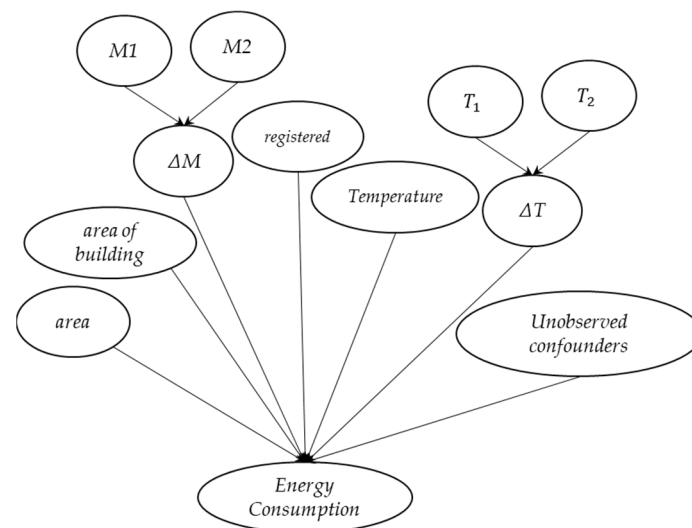 M1
M2
T₁
T₂
registered
ΔM
Temperature
ΔT
area of
building
area
Unobserved
confounders
Energy
Consumption